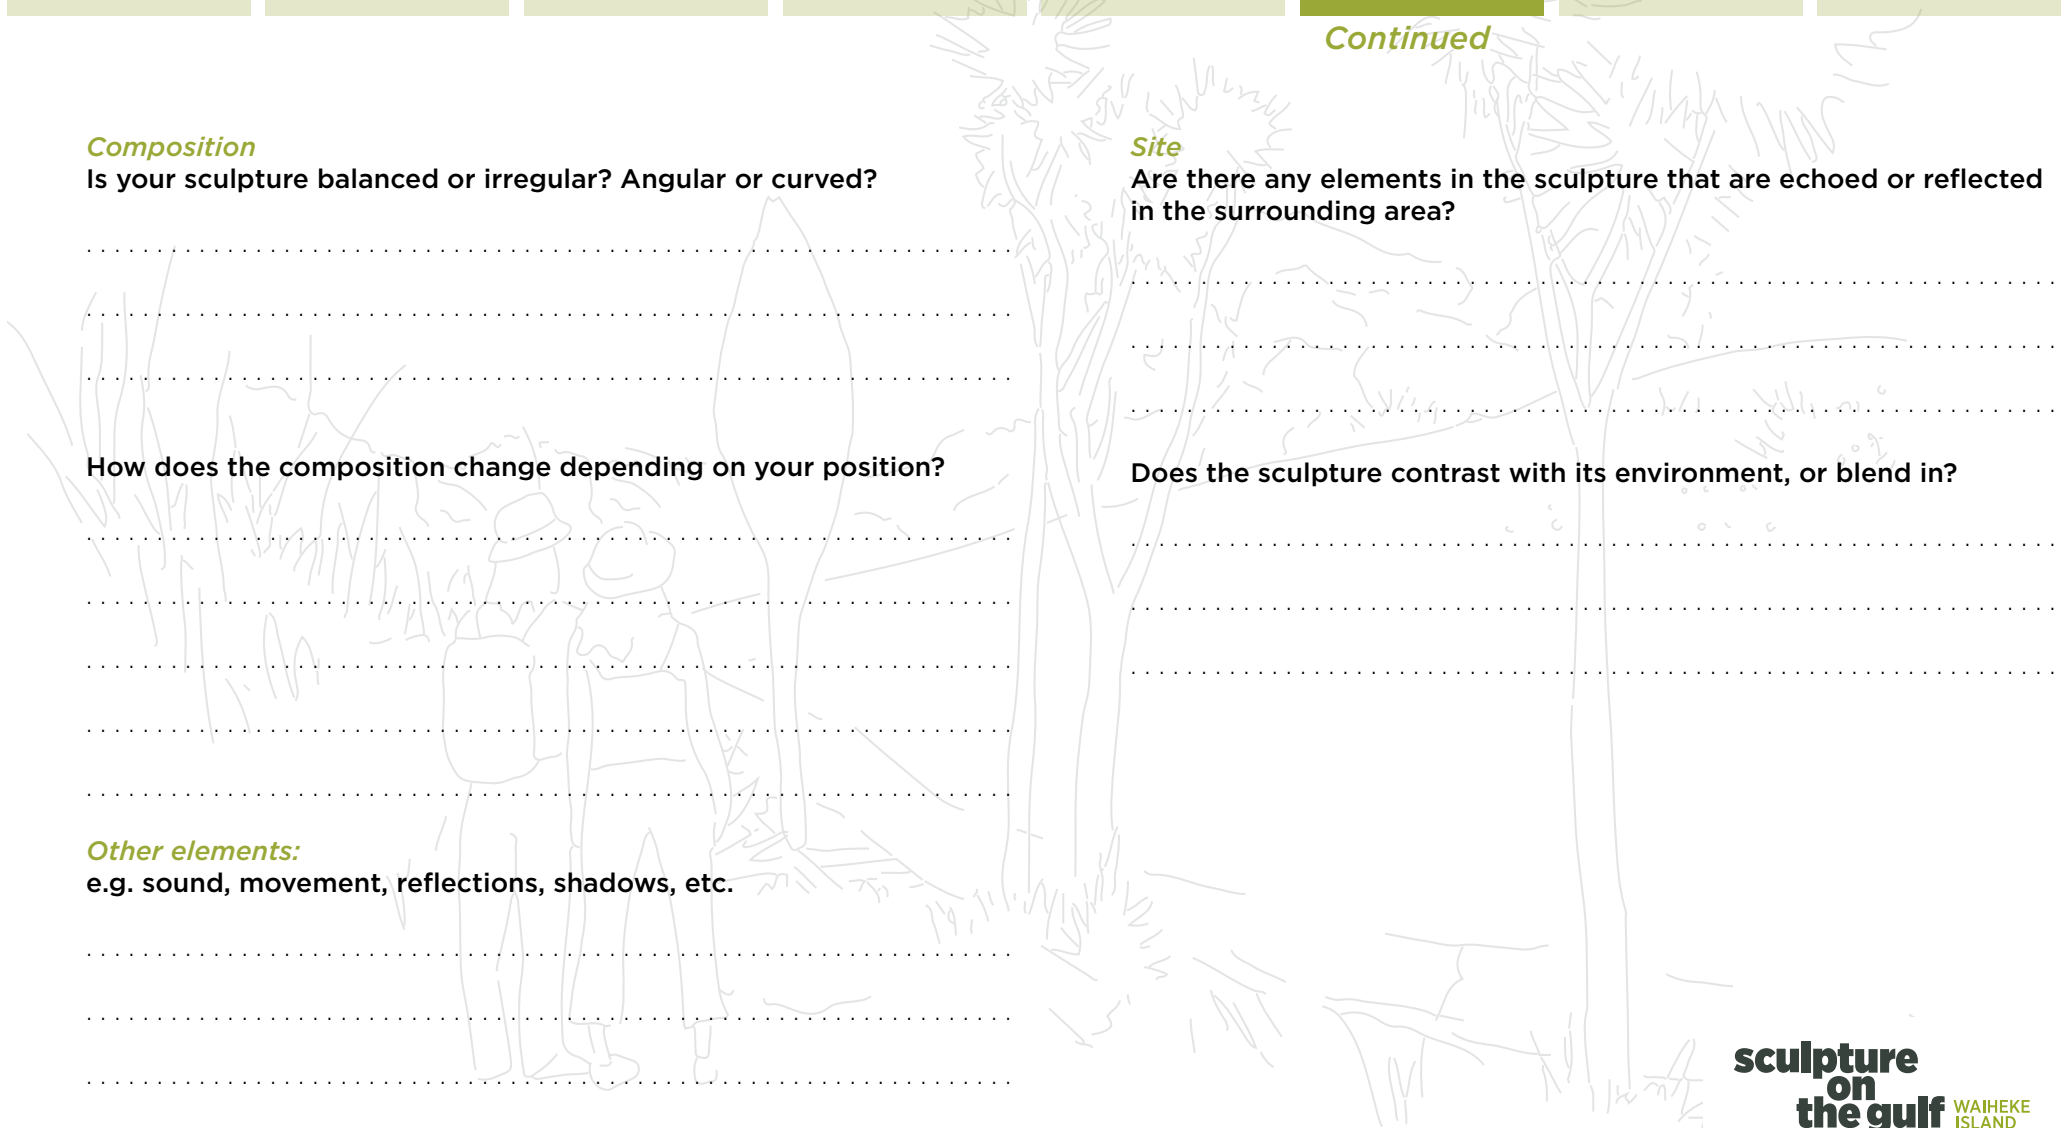 Continued
Composition
Is your sculpture balanced or irregular? Angular or curved?
How does the composition change depending on your position?
Other elements:
e.g. sound, movement, reflections, shadows, etc.
Site
Are there any elements in the sculpture that are echoed or reflected
in the surrounding area?
Does the sculpture contrast with its environment, or blend in?
sculpture
on
the gulf
WAIHEKE
ISLAND